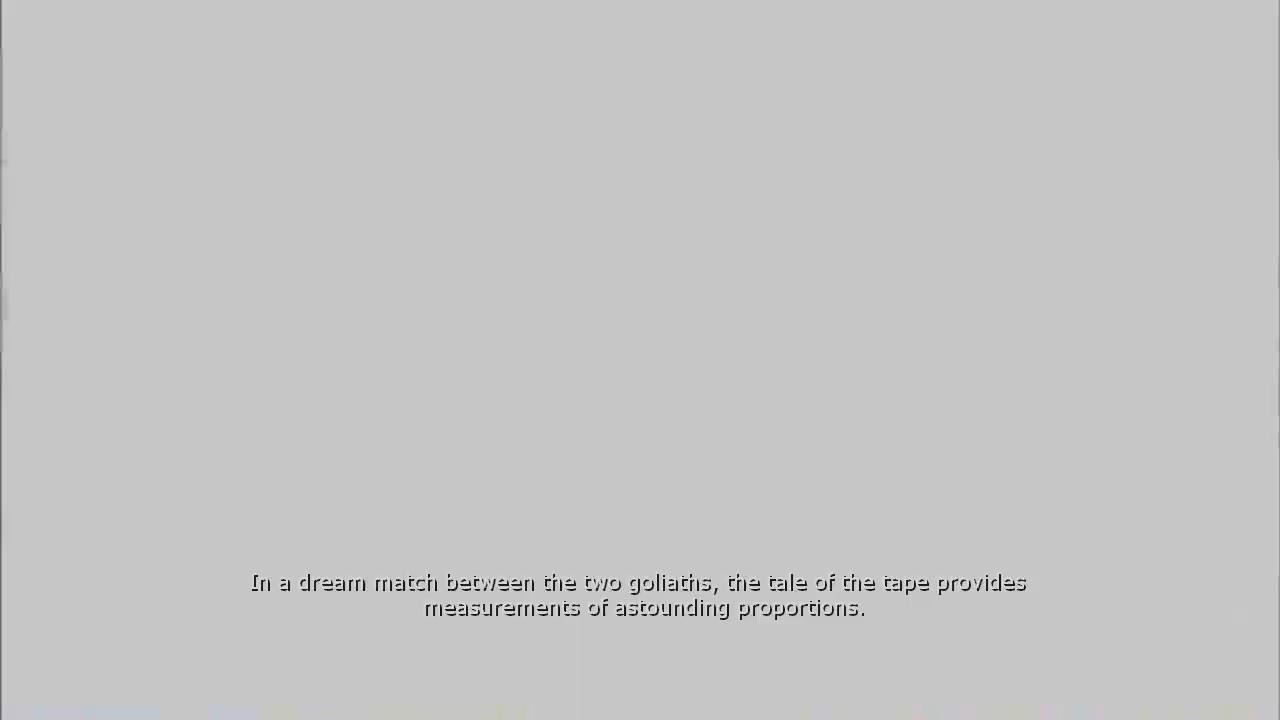 In a dream match between the two goliaths, the tale of the tape provides
measurements of astounding proportions.